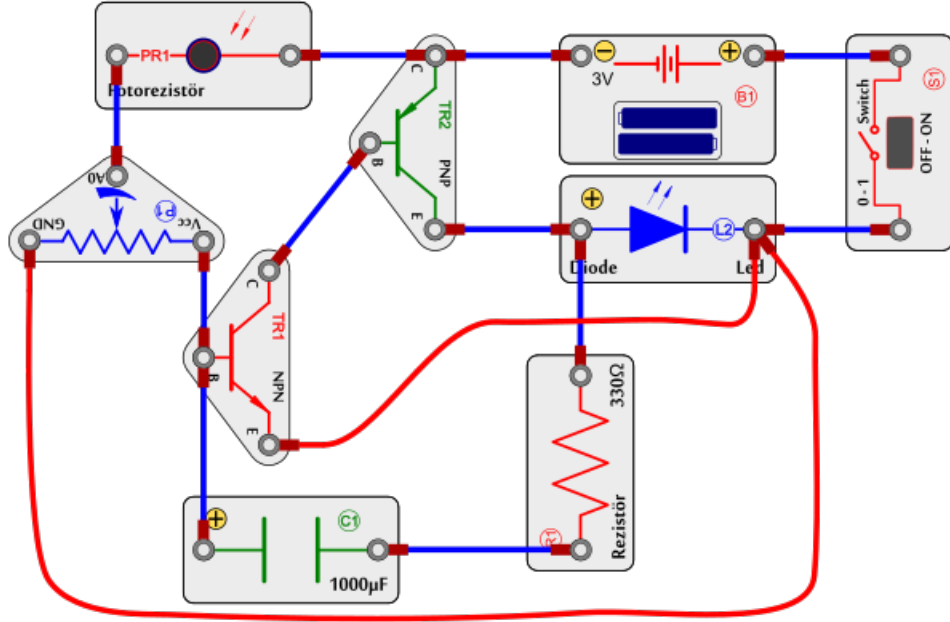 PR1
Fotorezistör
C
TR2
B
PNP
E
−
3V
+
B1
S1
Switch
OFF - ON
0 - 1
A0
GND
P1
Vcc
+
L2
Diode
Led
C
TR1
B
NPN
E
330Ω
R1
Rezistör
+
C1
1000µF